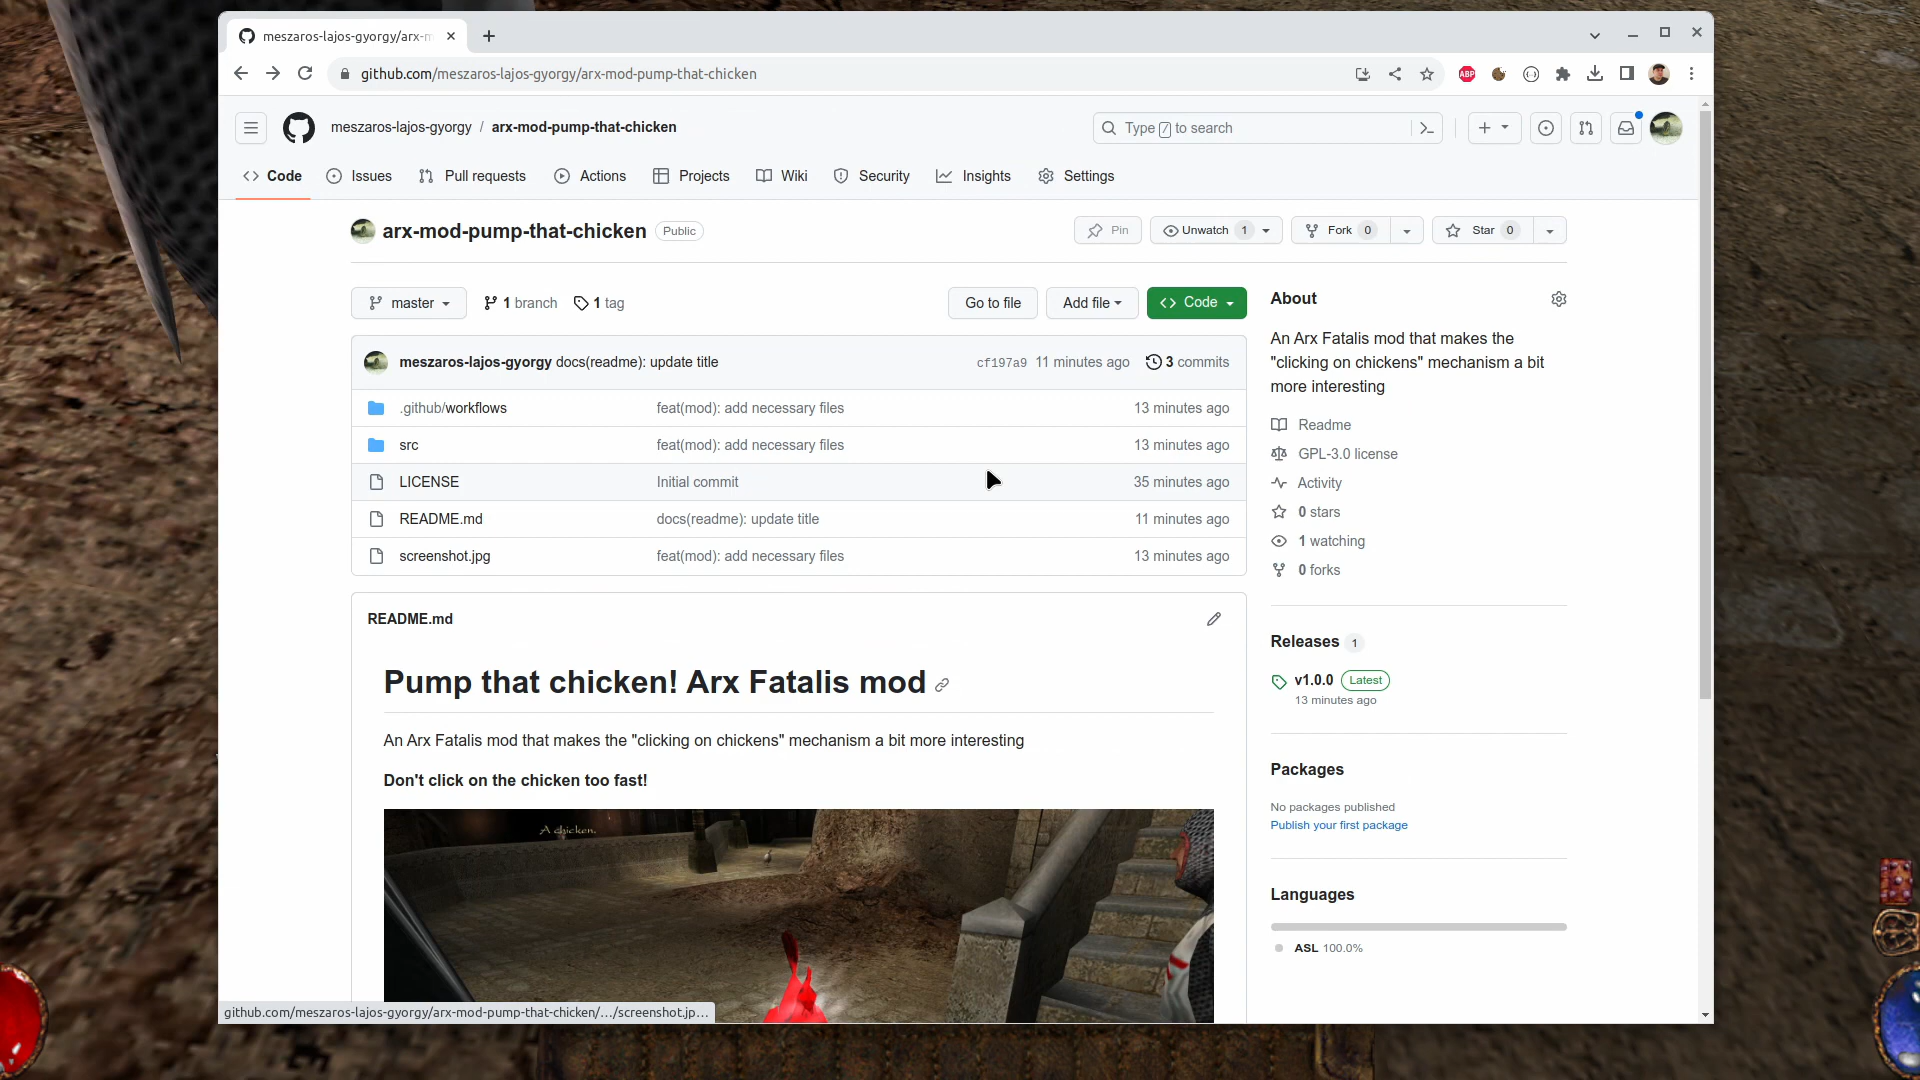 meszaros-lajos-gyorgy/arx-m
github.com/meszaros-lajos-gyorgy/arx-mod-pump-that-chicken
ABP
meszaros-lajos-gyorgy / arx-mod-pump-that-chicken
Type / to search
Code
Issues
Pull requests
Actions
Projects
Wiki
Security
Insights
Settings
arx-mod-pump-that-chicken Public
Pin
Unwatch 1
Fork 0
Star 0
master
1 branch
1 tag
Go to file
Add file
Code
meszaros-lajos-gyorgy docs(readme): update title cf197a9 11 minutes ago 3 commits
.github/workflows feat(mod): add necessary files 13 minutes ago
src feat(mod): add necessary files 13 minutes ago
LICENSE Initial commit 35 minutes ago
README.md docs(readme): update title 11 minutes ago
screenshot.jpg feat(mod): add necessary files 13 minutes ago
README.md
Pump that chicken! Arx Fatalis mod
An Arx Fatalis mod that makes the "clicking on chickens" mechanism a bit more interesting
Don't click on the chicken too fast!
A chicken.
About
An Arx Fatalis mod that makes the
"clicking on chickens" mechanism a bit
more interesting
Readme
GPL-3.0 license
Activity
0 stars
1 watching
0 forks
Releases 1
v1.0.0 Latest
13 minutes ago
Packages
No packages published
Publish your first package
Languages
ASL 100.0%
github.com/meszaros-lajos-gyorgy/arx-mod-pump-that-chicken/…/screenshot.jp…